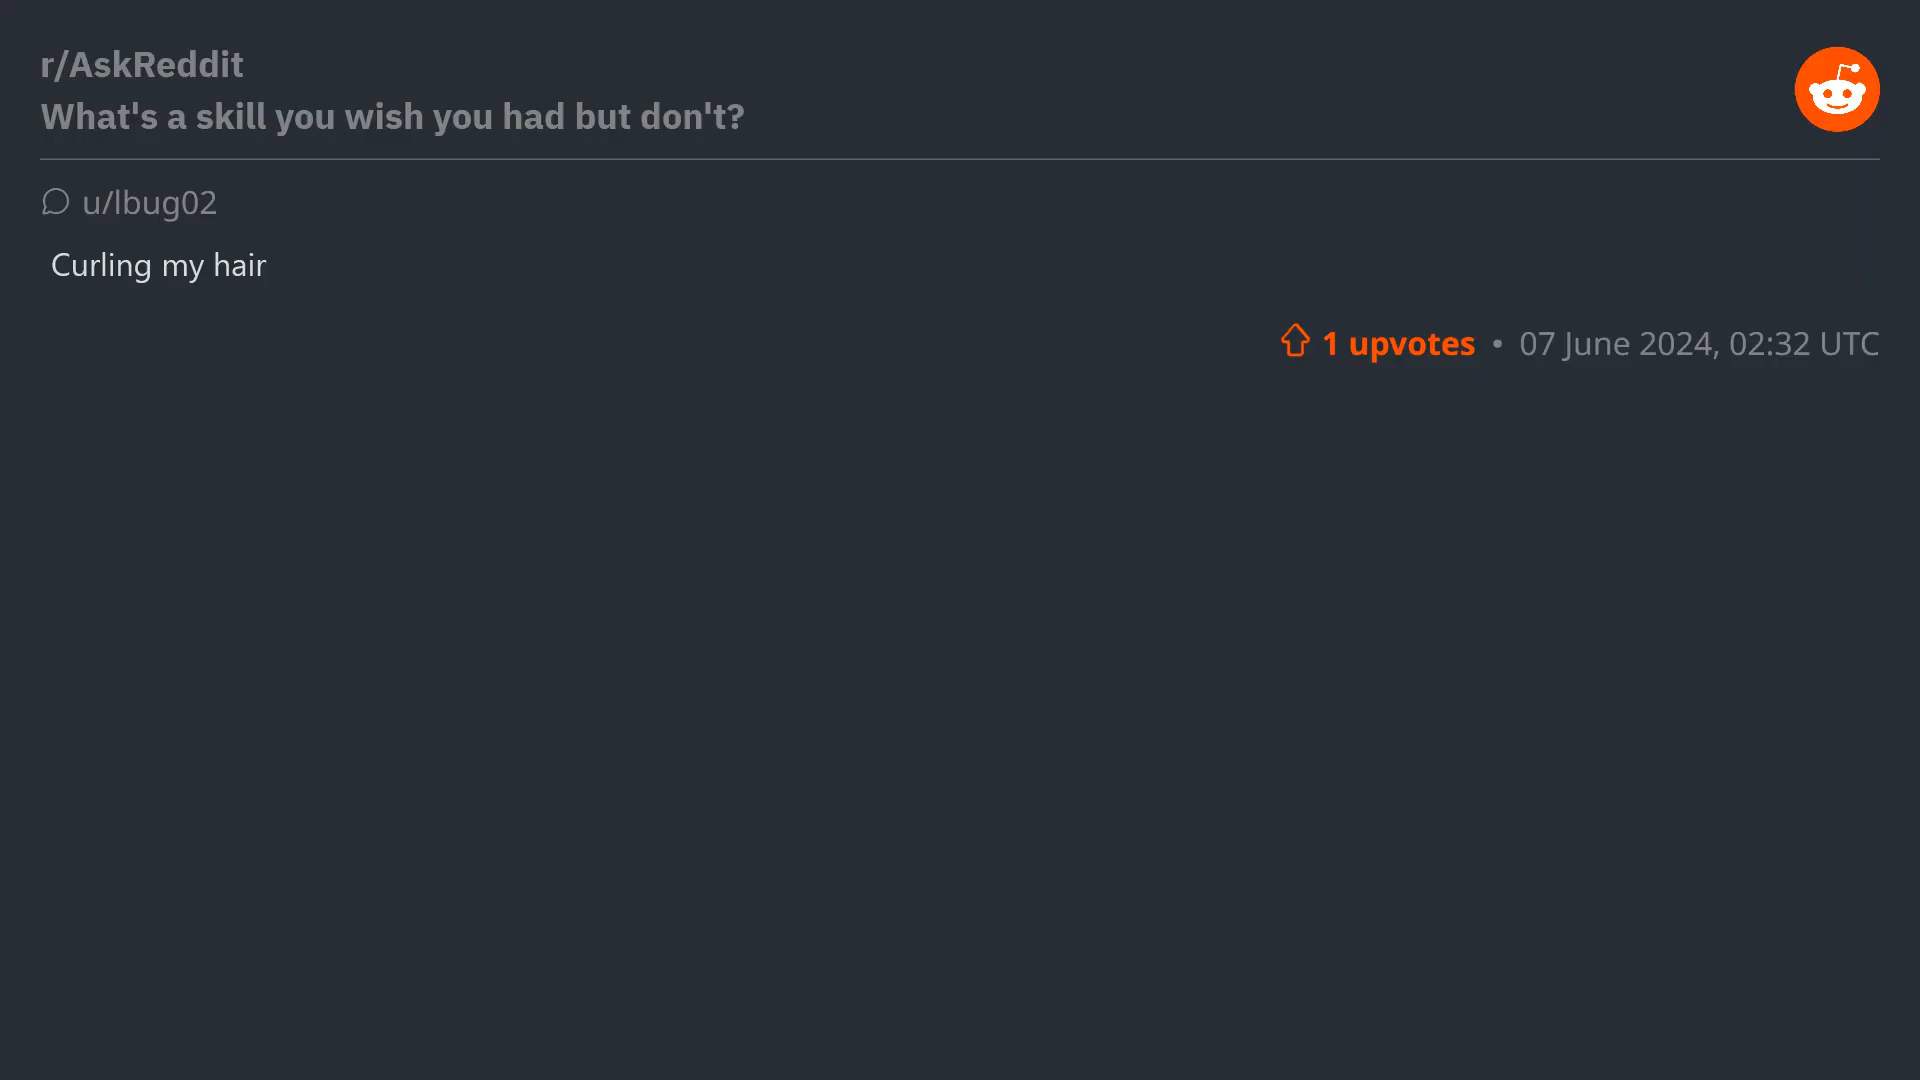 r/AskReddit
What's a skill you wish you had but don't?
u/lbug02
Curling my hair
1 upvotes • 07 June 2024, 02:32 UTC